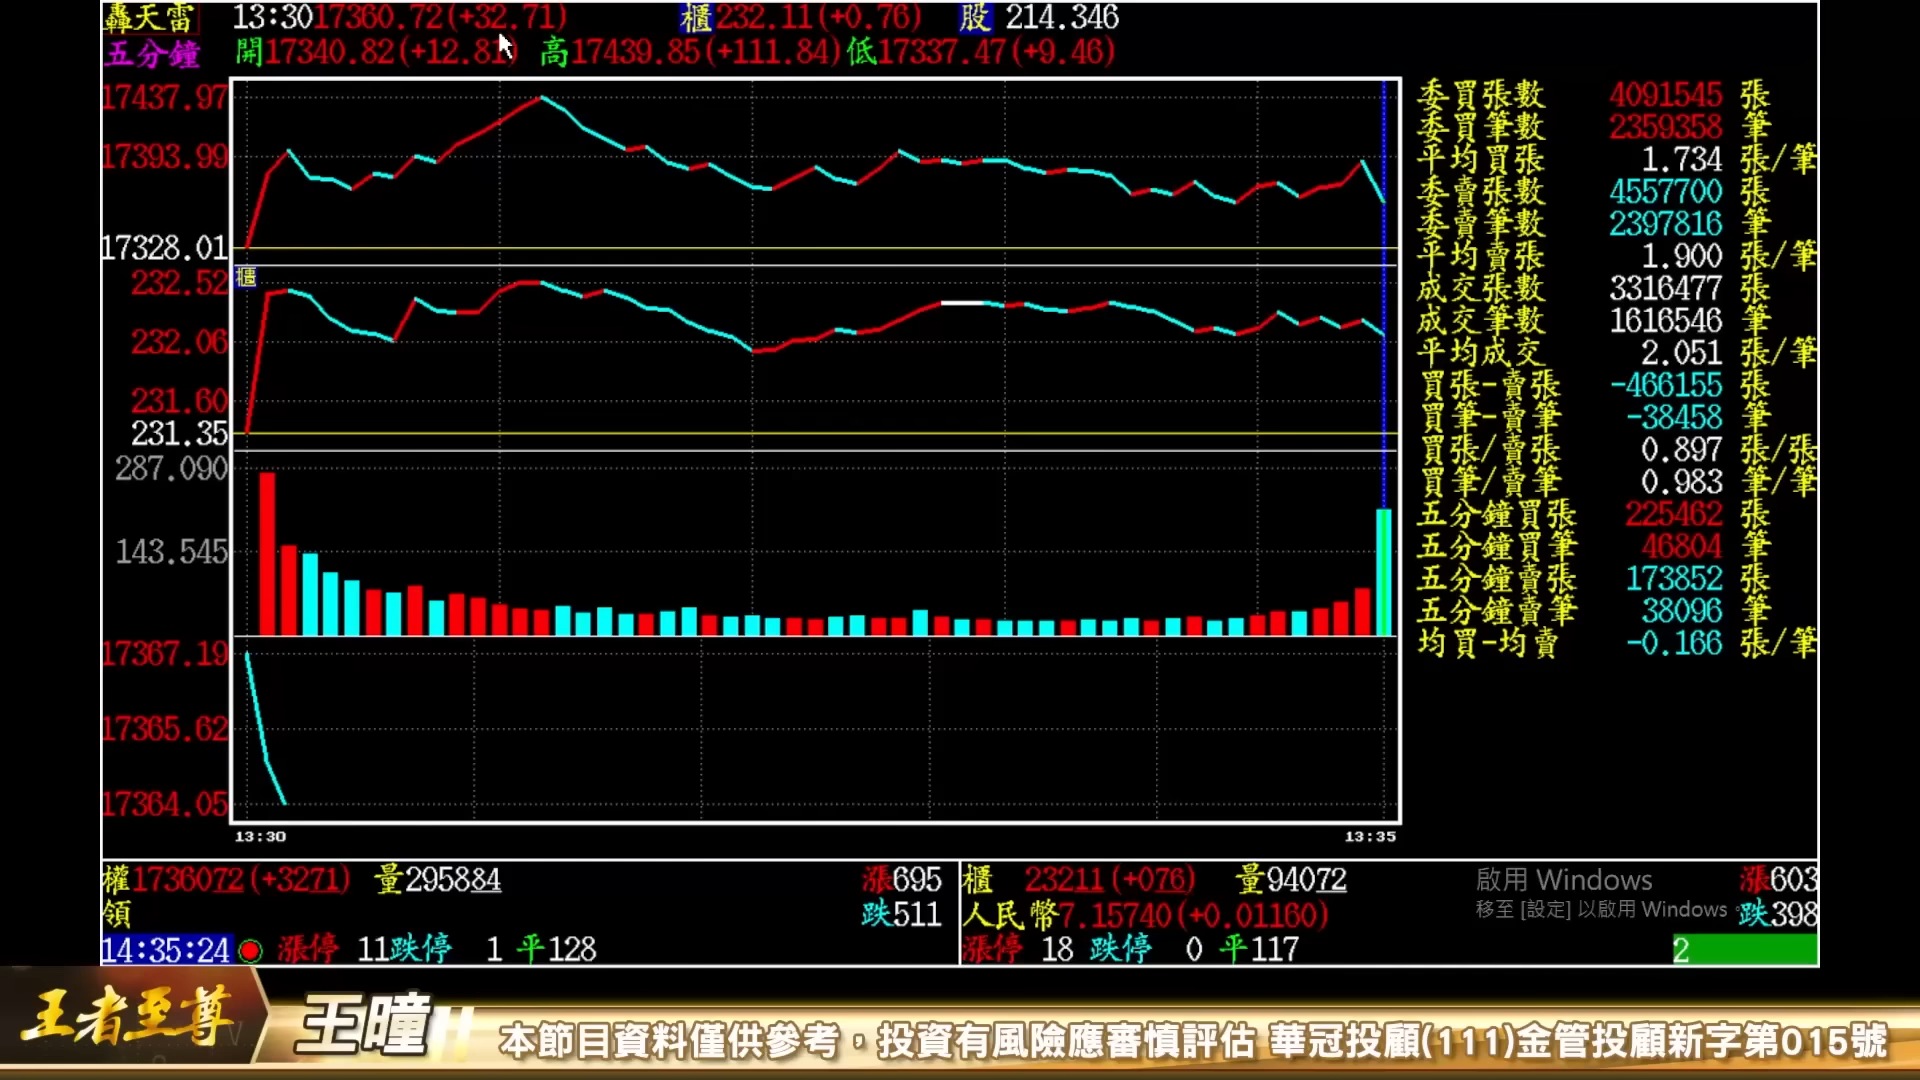 轟天雷 13:30 17360.72(+32.71) 櫃232.11(+0.76) 股 214.346
五分鐘 開17340.82(+12.81) 高17439.85(+111.84) 低17337.47(+9.46)
17437.97
17393.99
17328.01
櫃
232.52
232.06
231.60
231.35
287.090
143.545
17367.19
17365.62
17364.05
13:30 13:35
委買張數 4091545 張
委買筆數 2359358 筆
平均買張 1.734 張/筆
委賣張數 4557700 張
委賣筆數 2397816 筆
平均賣張 1.900 張/筆
成交張數 3316477 張
成交筆數 1616546 筆
平均成交 2.051 張/筆
買張-賣張 -466155 張
買筆-賣筆 -38458 筆
買張/賣張 0.897 張/張
買筆/賣筆 0.983 筆/筆
五分鐘買張 225462 張
五分鐘買筆 46804 筆
五分鐘賣張 173852 張
五分鐘賣筆 38096 筆
均買-均賣 -0.166 張/筆
權1736072(+3271) 量295884 漲695
領 跌511
14:35:24 漲停 11 跌停 1 平128
櫃 23211(+076) 量94072 漲603
人民幣7.15740(+0.01160) 跌398
漲停 18 跌停 0 平117 2
啟用 Windows
移至 [設定] 以啟用 Windows。
王者至尊 王曈 本節目資料僅供參考，投資有風險應審慎評估 華冠投顧(111)金管投顧新字第015號